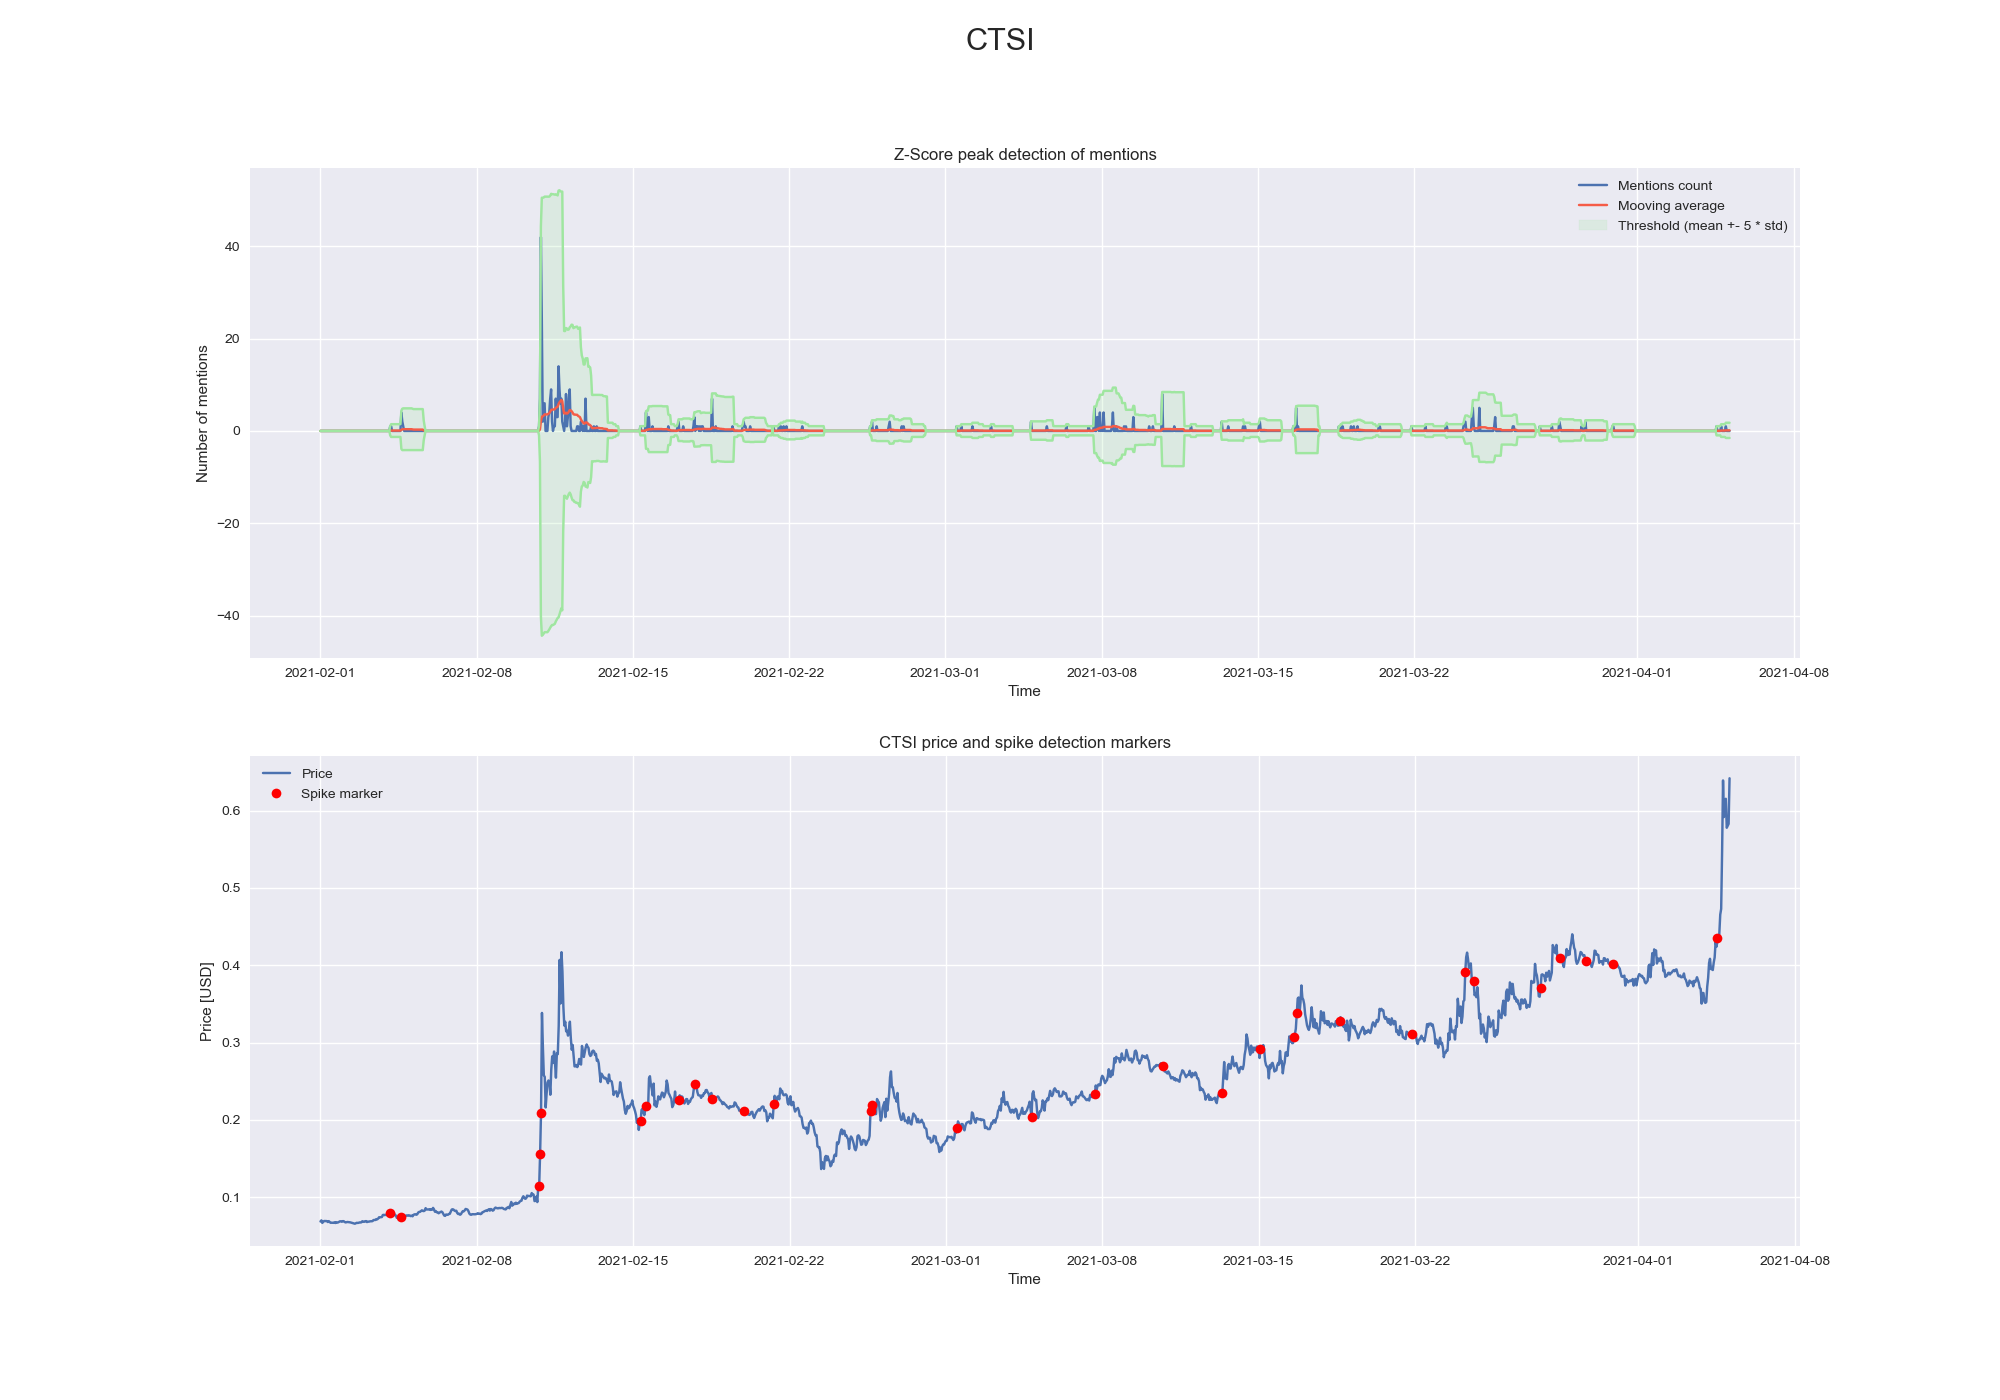 CTSI
Z-Score peak detection of mentions
Mentions count
Mooving average
Threshold (mean +- 5 * std)
Number of mentions
40
20
0
−20
−40
2021-02-01 2021-02-08 2021-02-15 2021-02-22 2021-03-01 2021-03-08 2021-03-15 2021-03-22 2021-04-01 2021-04-08
Time
CTSI price and spike detection markers
Price
Spike marker
Price [USD]
0.6
0.5
0.4
0.3
0.2
0.1
2021-02-01 2021-02-08 2021-02-15 2021-02-22 2021-03-01 2021-03-08 2021-03-15 2021-03-22 2021-04-01 2021-04-08
Time